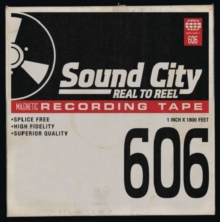 606
Sound City
REAL TO REEL
MAGNETIC RECORDING TAPE
•SPLICE FREE
•HIGH FIDELITY
•SUPERIOR QUALITY
1 INCH X 1800 FEET
606